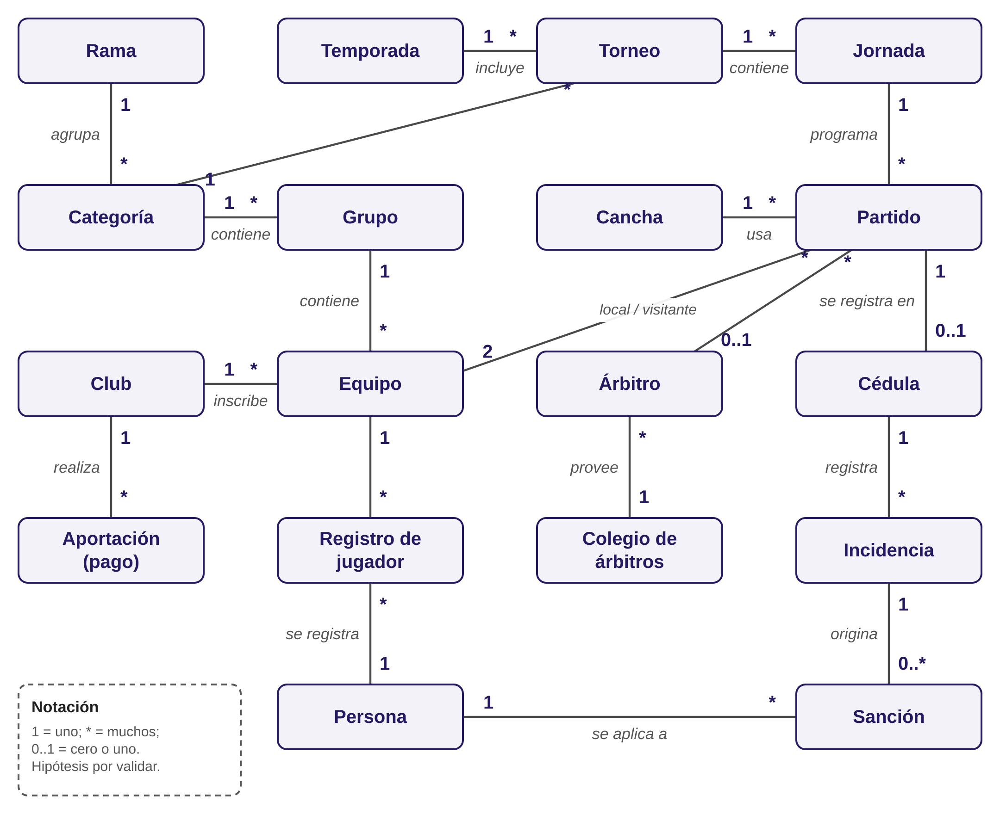 Rama
Temporada
1 *
incluye
Torneo
1 *
contiene
Jornada
*
1
agrupa
*
1
1
programa
*
Categoría
1 *
contiene
Grupo
Cancha
1 *
usa
Partido
1
contiene
*
*
*
1
local / visitante
se registra en
2
0..1
0..1
Club
1 *
inscribe
Equipo
Árbitro
Cédula
1
realiza
*
1
*
*
provee
1
1
registra
*
Aportación
(pago)
Registro de
jugador
Colegio de
árbitros
Incidencia
*
se registra
1
1
origina
0..*
Notación
1 = uno; * = muchos;
0..1 = cero o uno.
Hipótesis por validar.
Persona
1 *
se aplica a
Sanción